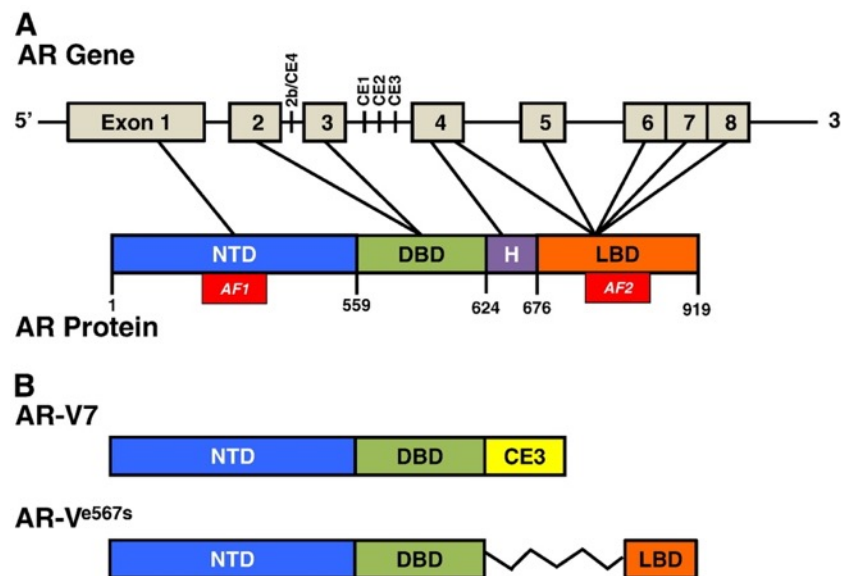 A
AR Gene
2b/CE4
CE1
CE2
CE3
5’ Exon 1 2 3 4 5 6 7 8 3
NTD DBD H LBD
AF1 AF2
1 559 624 676 919
AR Protein
B
AR-V7
NTD DBD CE3
AR-Ve567s
NTD DBD LBD